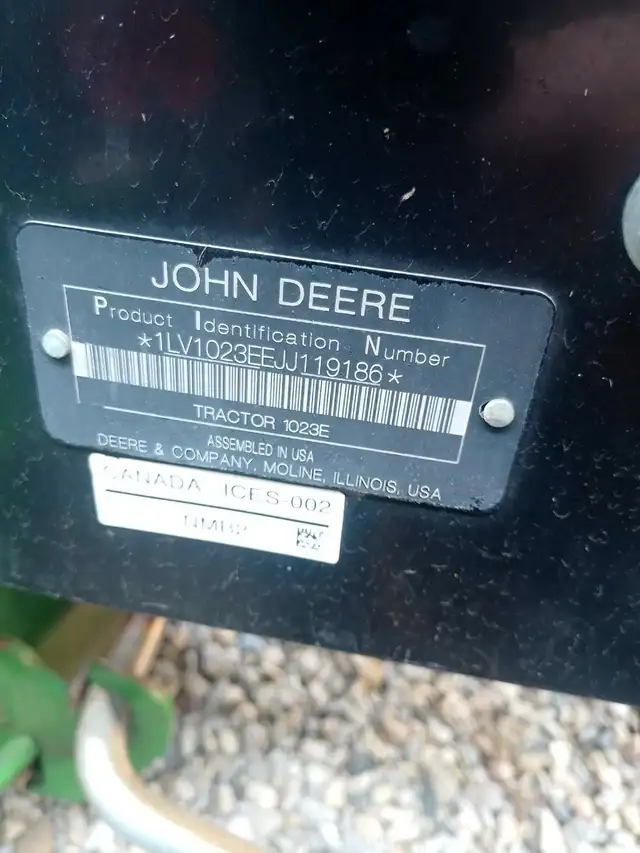 JOHN DEERE
Product Identification Number
*1LV1023EEJJ119186*
TRACTOR 1023E
ASSEMBLED IN USA
DEERE & COMPANY, MOLINE, ILLINOIS, USA
CANADA ICES-002